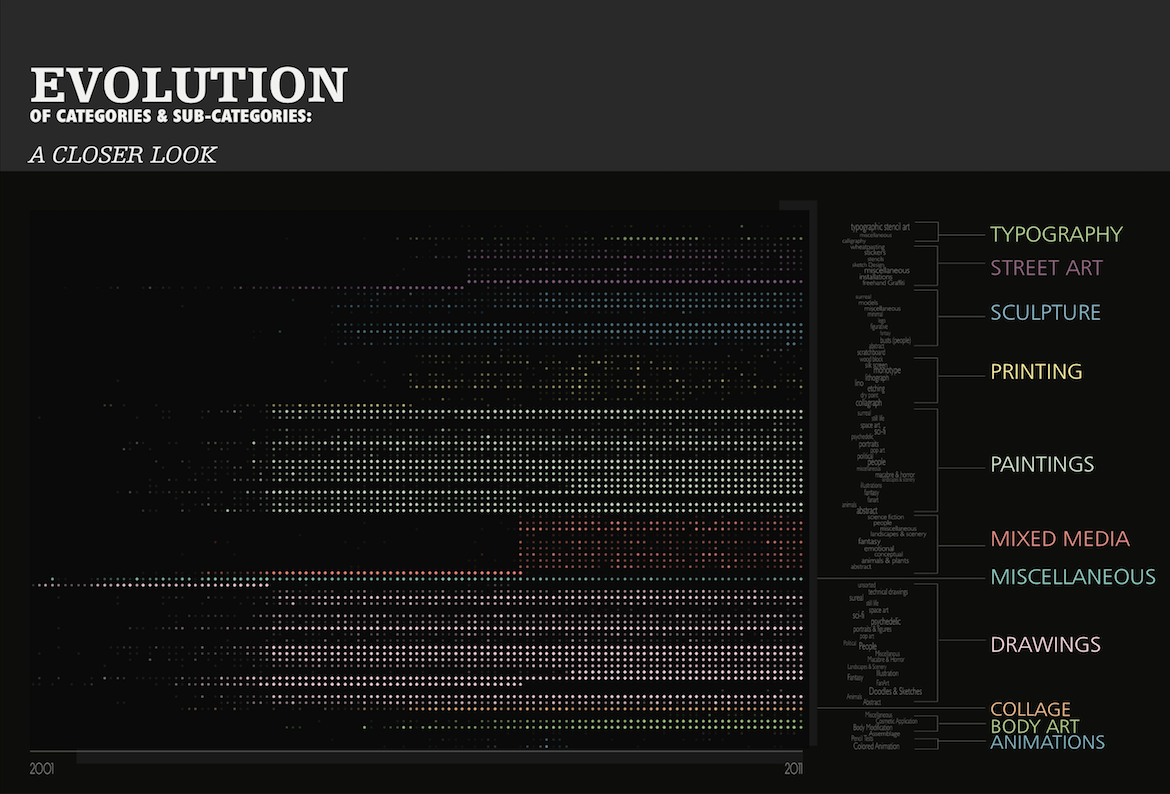 EVOLUTION
OF CATEGORIES & SUB-CATEGORIES:
A CLOSER LOOK
typographic stencil art
miscellaneous
calligraphy
wheatpasting
stickers
stencils
sketch Design
miscellaneous
installations
freehand Graffiti
surreal
models
miscellaneous
minimal
legs
figurative
busts (people)
abstract
scratchboard
wood block
silk screen
monotype
lithograph
lino
etching
dry point
collagraph
surreal
still life
space art
sci-fi
psychedelic
portraits
pop art
political
people
miscellaneous
macabre & horror
landscapes & scenery
illustrations
fantasy
fanart
animals
abstract
science fiction
people
miscellaneous
landscapes & scenery
fantasy
emotional
conceptual
animals & plants
abstract
unsorted
technical drawings
surreal
still life
space art
sci-fi
psychedelic
portraits & figures
pop art
Political
People
Miscellaneous
Macabre & Horror
Landscapes & Scenery
Illustration
Fantasy
FanArt
Doodles & Sketches
Animals
Abstract
Miscellaneous
Cosmetic Application
Body Modification
Assemblage
Pencil Tests
Colored Animation
TYPOGRAPHY
STREET ART
SCULPTURE
PRINTING
PAINTINGS
MIXED MEDIA
MISCELLANEOUS
DRAWINGS
COLLAGE
BODY ART
ANIMATIONS
2001
2011